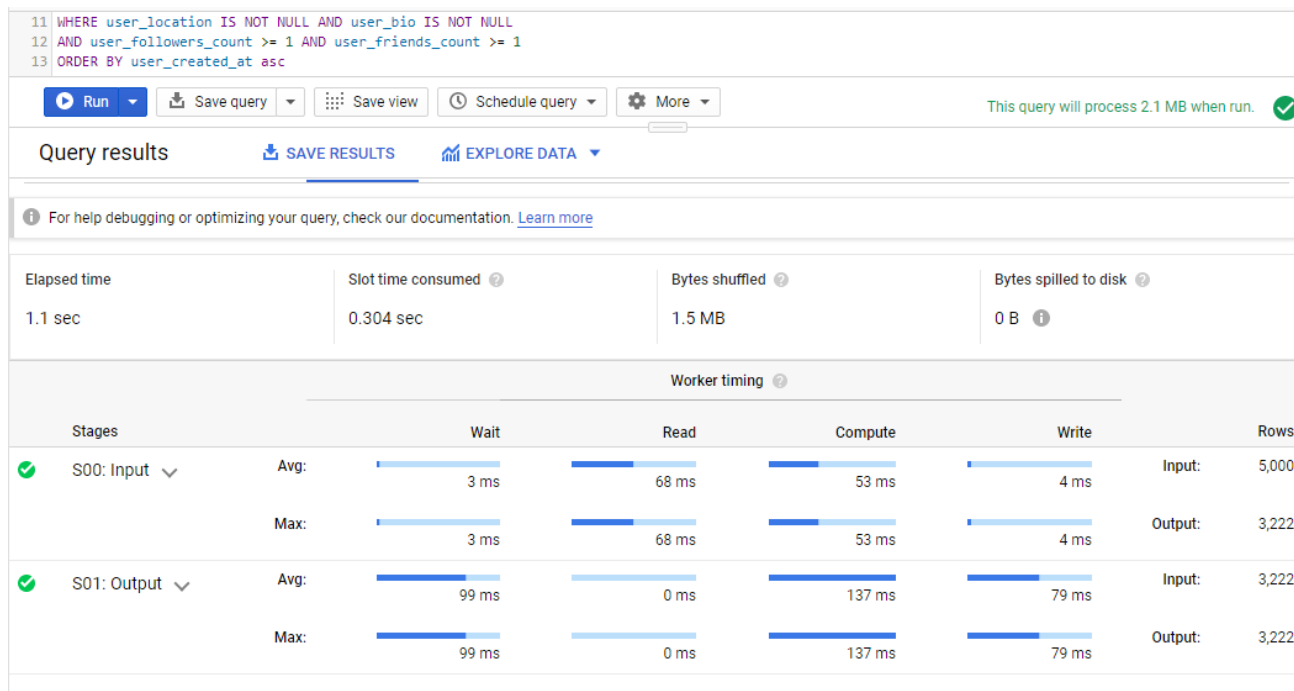 11 WHERE user_location IS NOT NULL AND user_bio IS NOT NULL
12 AND user_followers_count >= 1 AND user_friends_count >= 1
13 ORDER BY user_created_at asc
Run Save query Save view Schedule query More This query will process 2.1 MB when run.
Query results SAVE RESULTS EXPLORE DATA
For help debugging or optimizing your query, check our documentation. Learn more
Elapsed time Slot time consumed Bytes shuffled Bytes spilled to disk
1.1 sec 0.304 sec 1.5 MB 0 B
Worker timing
Stages Wait Read Compute Write Rows
S00: Input Avg: 3 ms 68 ms 53 ms 4 ms Input: 5,000
Max: 3 ms 68 ms 53 ms 4 ms Output: 3,222
S01: Output Avg: 99 ms 0 ms 137 ms 79 ms Input: 3,222
Max: 99 ms 0 ms 137 ms 79 ms Output: 3,222